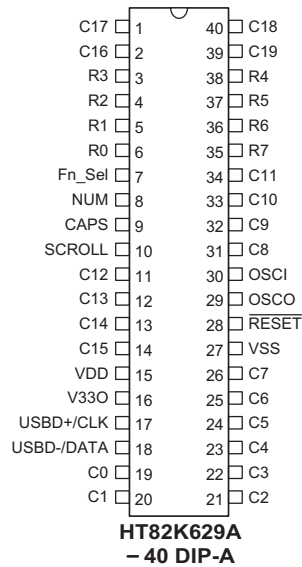 C17 1 40 C18
C16 2 39 C19
R3 3 38 R4
R2 4 37 R5
R1 5 36 R6
R0 6 35 R7
Fn_Sel 7 34 C11
NUM 8 33 C10
CAPS 9 32 C9
SCROLL 10 31 C8
C12 11 30 OSCI
C13 12 29 OSCO
C14 13 28 RESET
C15 14 27 VSS
VDD 15 26 C7
V33O 16 25 C6
USBD+/CLK 17 24 C5
USBD-/DATA 18 23 C4
C0 19 22 C3
C1 20 21 C2
HT82K629A
– 40 DIP-A